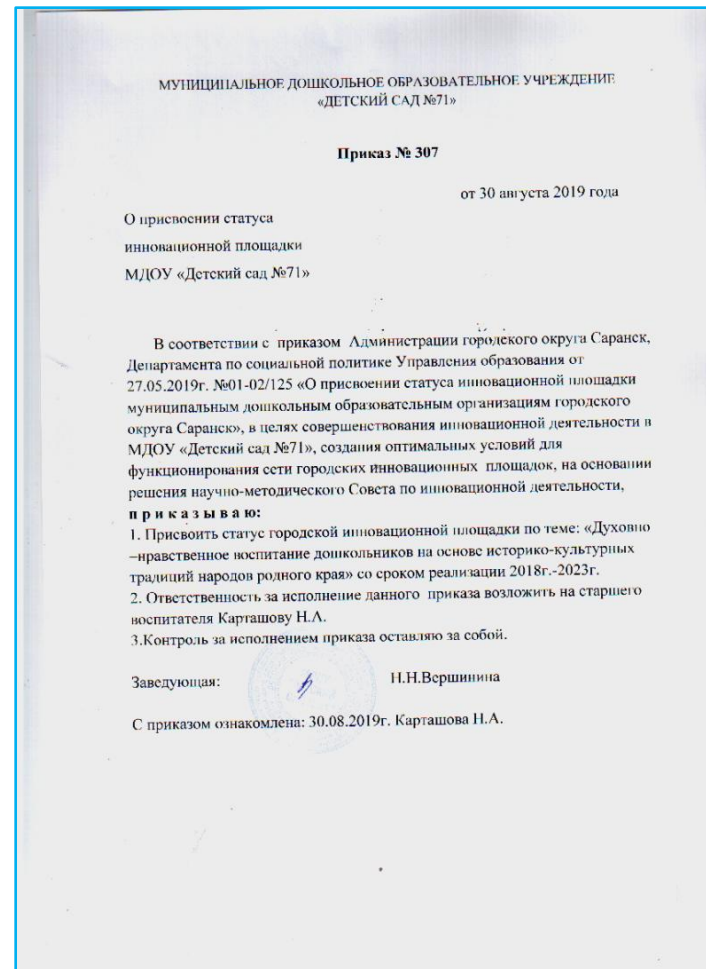 МУНИЦИПАЛЬНОЕ ДОШКОЛЬНОЕ ОБРАЗОВАТЕЛЬНОЕ УЧРЕЖДЕНИЕ
«ДЕТСКИЙ САД №71»
Приказ № 307
от 30 августа 2019 года
О присвоении статуса
инновационной площадки
МДОУ «Детский сад №71»
В соответствии с приказом Администрации городского округа Саранск,
Департамента по социальной политике Управления образования от
27.05.2019г. №01-02/125 «О присвоении статуса инновационной площадки
муниципальным дошкольным образовательным организациям городского
округа Саранск», в целях совершенствования инновационной деятельности в
МДОУ «Детский сад №71», создания оптимальных условий для
функционирования сети городских инновационных площадок, на основании
решения научно-методического Совета по инновационной деятельности,
п р и к а з ы в а ю:
1. Присвоить статус городской инновационной площадки по теме: «Духовно
–нравственное воспитание дошкольников на основе историко-культурных
традиций народов родного края» со сроком реализации 2018г.-2023г.
2. Ответственность за исполнение данного приказа возложить на старшего
воспитателя Карташову Н.А.
3.Контроль за исполнением приказа оставляю за собой.
Заведующая: Н.Н.Вершинина
С приказом ознакомлена: 30.08.2019г. Карташова Н.А.